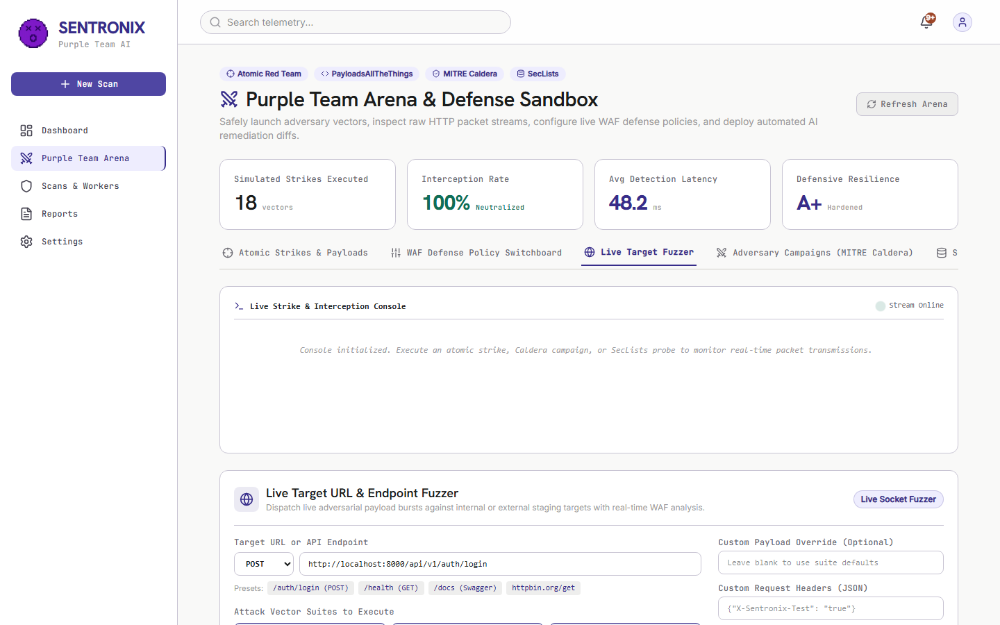 SENTRONIX
Purple Team AI
New Scan
Dashboard
Purple Team Arena
Scans & Workers
Reports
Settings
Search telemetry...
9+
Atomic Red Team
PayloadsAllTheThings
MITRE Caldera
SecLists
Purple Team Arena & Defense Sandbox
Safely launch adversary vectors, inspect raw HTTP packet streams, configure live WAF defense policies, and deploy automated AI
remediation diffs.
Refresh Arena
Simulated Strikes Executed
18 vectors
Interception Rate
100% Neutralized
Avg Detection Latency
48.2 ms
Defensive Resilience
A+ Hardened
Atomic Strikes & Payloads
WAF Defense Policy Switchboard
Live Target Fuzzer
Adversary Campaigns (MITRE Caldera)
S
Live Strike & Interception Console
Stream Online
Console initialized. Execute an atomic strike, Caldera campaign, or SecLists probe to monitor real-time packet transmissions.
Live Target URL & Endpoint Fuzzer
Dispatch live adversarial payload bursts against internal or external staging targets with real-time WAF analysis.
Live Socket Fuzzer
Target URL or API Endpoint
POST
http://localhost:8000/api/v1/auth/login
Presets: /auth/login (POST) /health (GET) /docs (Swagger) httpbin.org/get
Attack Vector Suites to Execute
Custom Payload Override (Optional)
Leave blank to use suite defaults
Custom Request Headers (JSON)
{"X-Sentronix-Test": "true"}